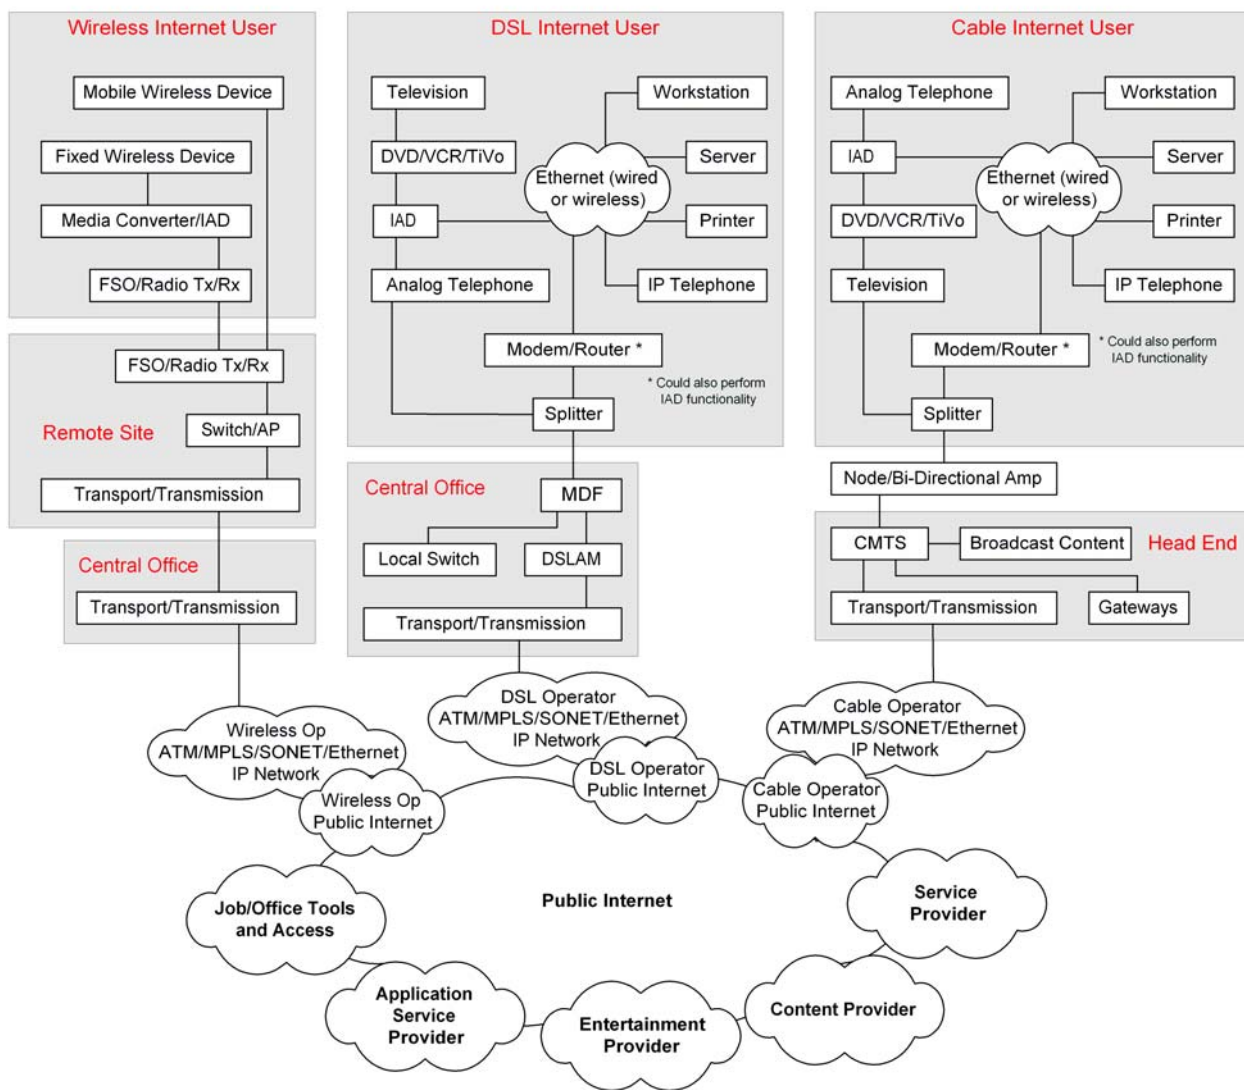 Wireless Internet User
Mobile Wireless Device
Fixed Wireless Device
Media Converter/IAD
FSO/Radio Tx/Rx
FSO/Radio Tx/Rx
Remote Site
Switch/AP
Transport/Transmission
Central Office
Transport/Transmission
DSL Internet User
Television
Workstation
DVD/VCR/TiVo
Server
Ethernet (wired
or wireless)
IAD
Printer
Analog Telephone
IP Telephone
Modem/Router *
* Could also perform
IAD functionality
Splitter
Central Office
MDF
Local Switch
DSLAM
Transport/Transmission
Cable Internet User
Analog Telephone
Workstation
IAD
Server
Ethernet (wired
or wireless)
DVD/VCR/TiVo
Printer
Television
IP Telephone
Modem/Router *
* Could also perform
IAD functionality
Splitter
Node/Bi-Directional Amp
CMTS
Broadcast Content
Head End
Transport/Transmission
Gateways
Wireless Op
ATM/MPLS/SONET/Ethernet
IP Network
DSL Operator
ATM/MPLS/SONET/Ethernet
IP Network
Cable Operator
ATM/MPLS/SONET/Ethernet
IP Network
Wireless Op
Public Internet
DSL Operator
Public Internet
Cable Operator
Public Internet
Public Internet
Job/Office Tools
and Access
Service
Provider
Application
Service
Provider
Entertainment
Provider
Content Provider